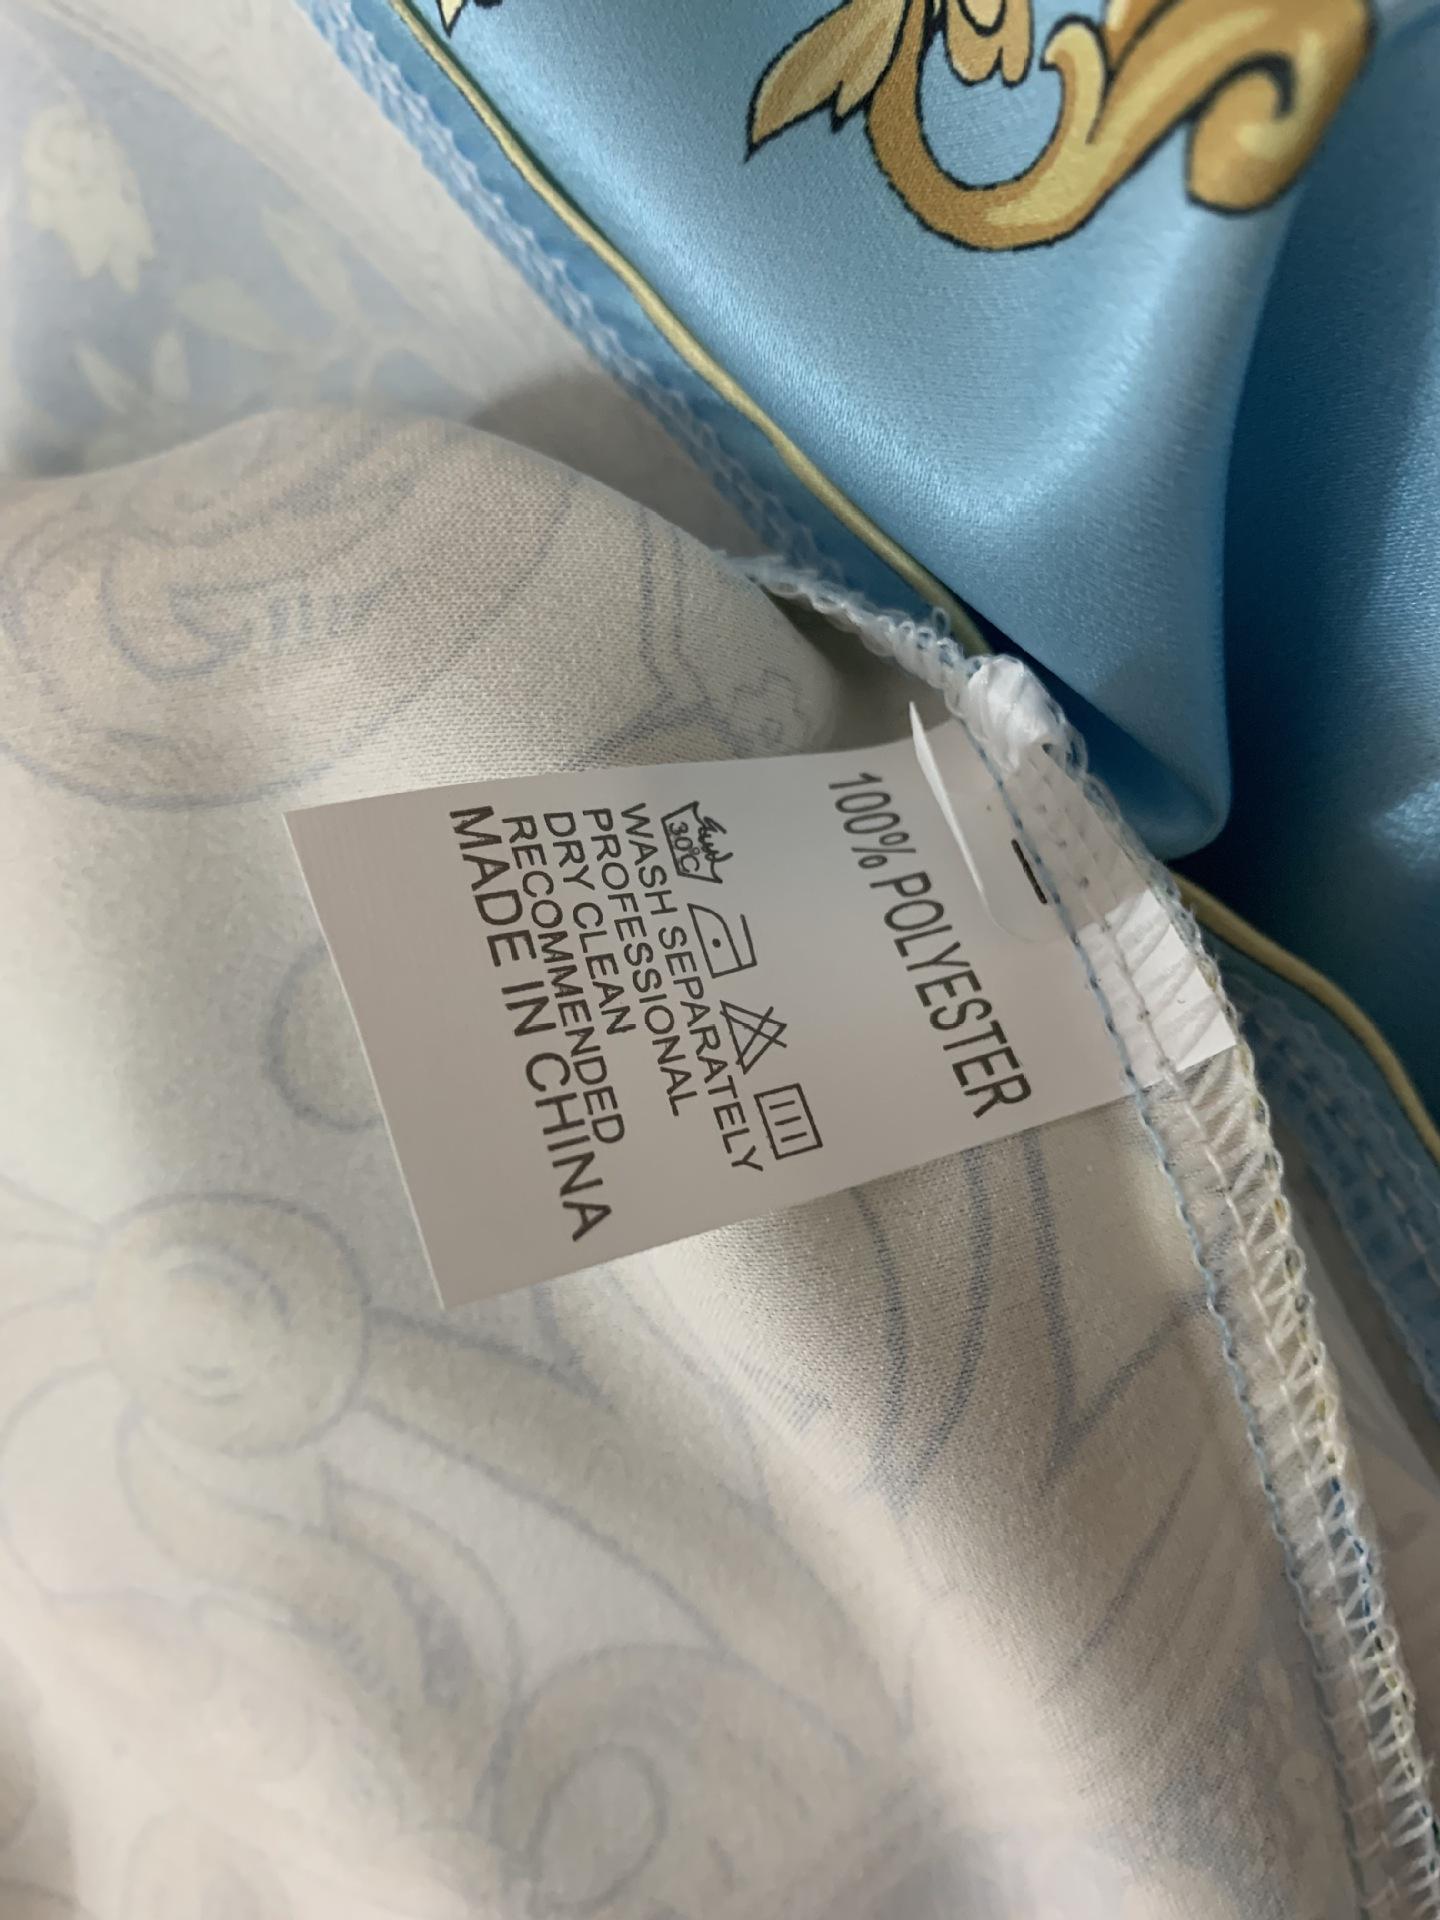 100% POLYESTER
30°C
WASH SEPARATELY
PROFESSIONAL
DRY CLEAN
RECOMMENDED
MADE IN CHINA